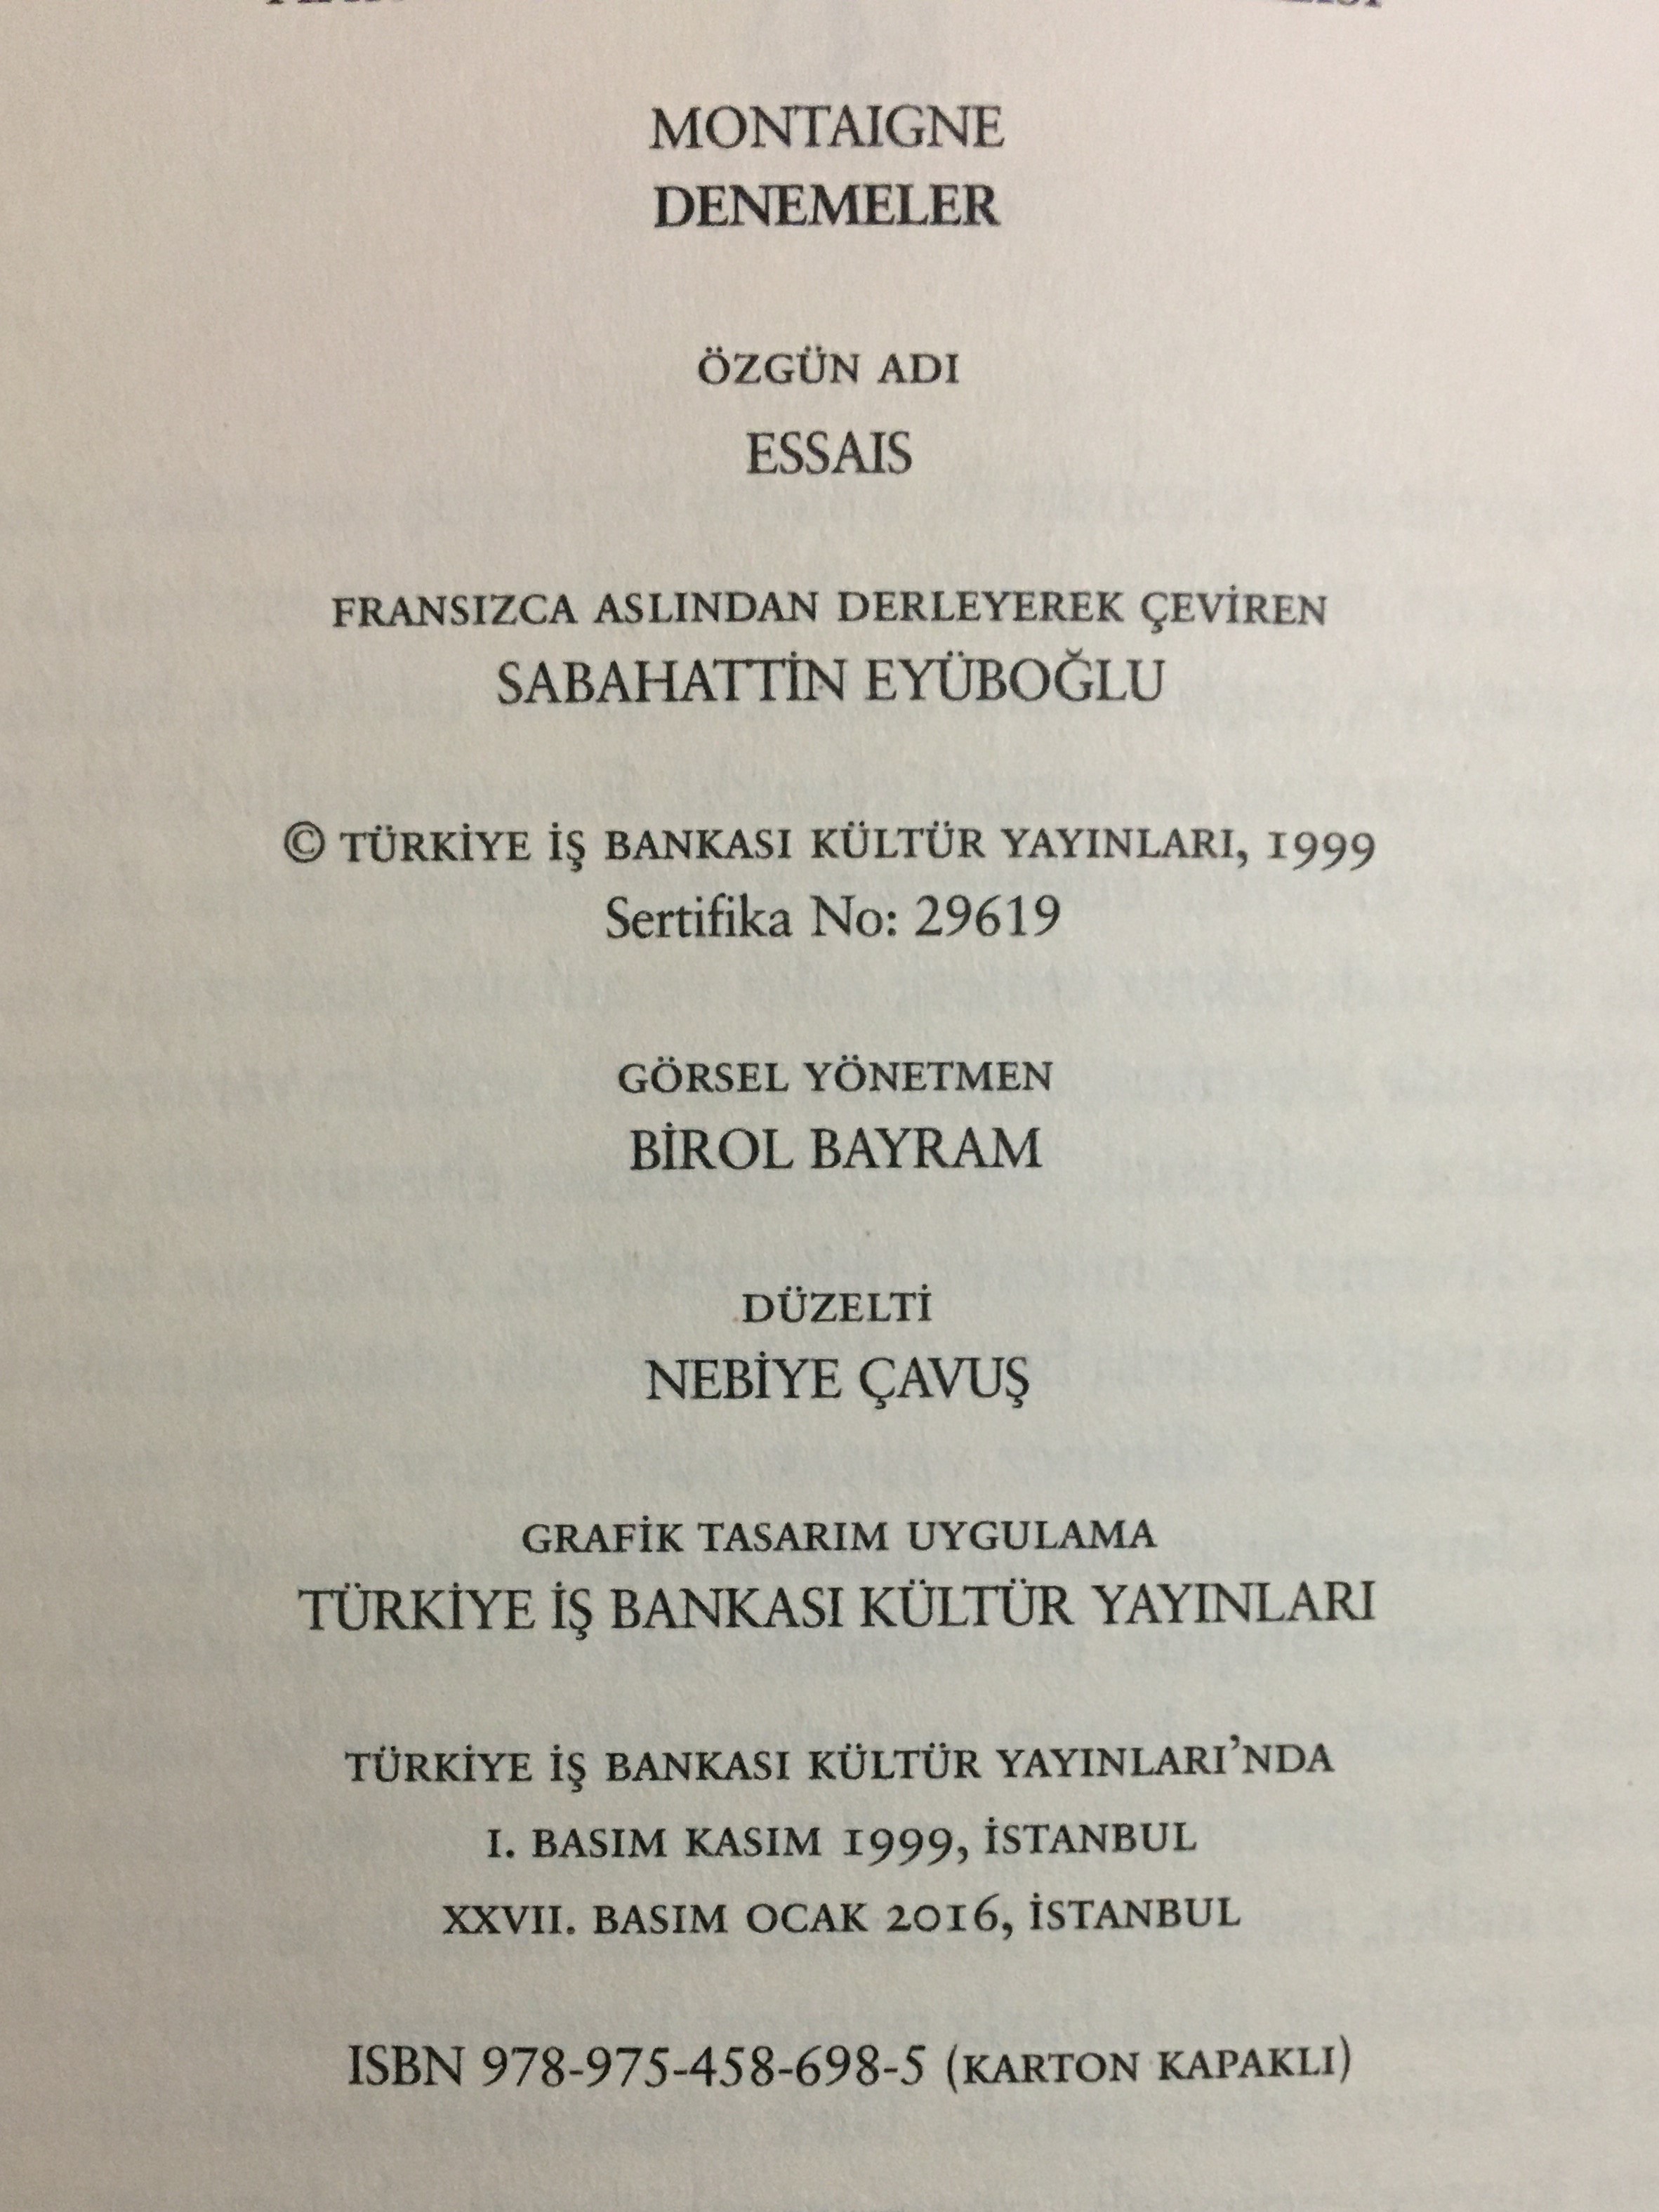 MONTAIGNE
DENEMELER
ÖZGÜN ADI
ESSAIS
FRANSIZCA ASLINDAN DERLEYEREK ÇEVİREN
SABAHATTİN EYÜBOĞLU
© TÜRKİYE İŞ BANKASI KÜLTÜR YAYINLARI, 1999
Sertifika No: 29619
GÖRSEL YÖNETMEN
BİROL BAYRAM
DÜZELTİ
NEBİYE ÇAVUŞ
GRAFİK TASARIM UYGULAMA
TÜRKİYE İŞ BANKASI KÜLTÜR YAYINLARI
TÜRKİYE İŞ BANKASI KÜLTÜR YAYINLARI'NDA
I. BASIM KASIM 1999, İSTANBUL
XXVII. BASIM OCAK 2016, İSTANBUL
ISBN 978-975-458-698-5 (KARTON KAPAKLI)